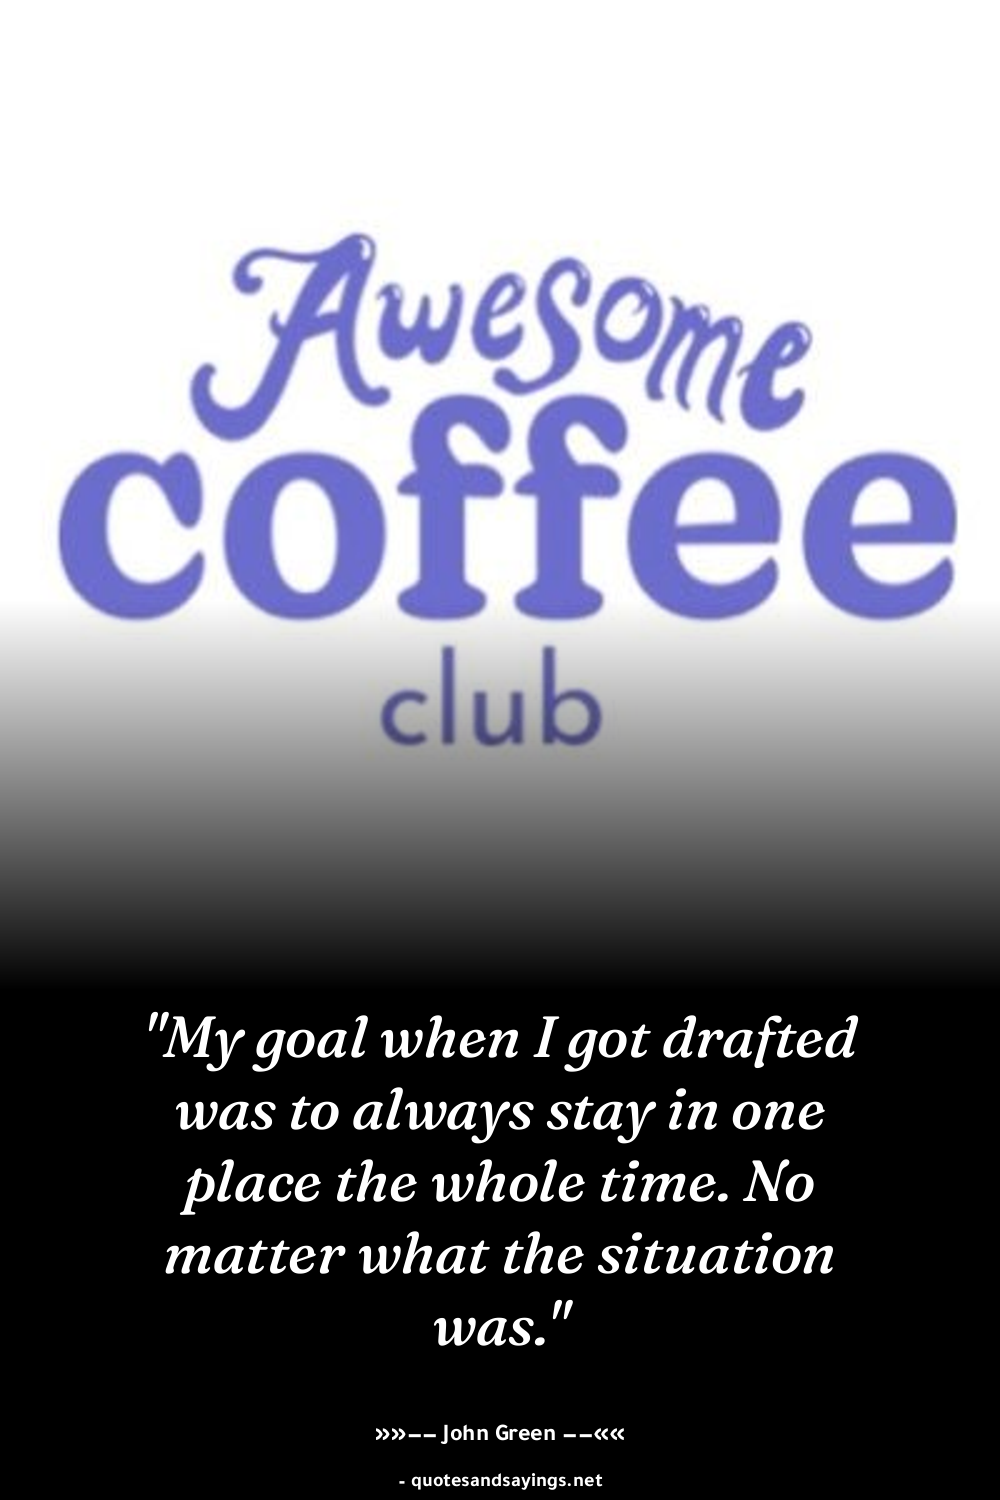 Awesome
coffee
club
"My goal when I got drafted
was to always stay in one
place the whole time. No
matter what the situation
was."
»»−− John Green −−««
- quotesandsayings.net